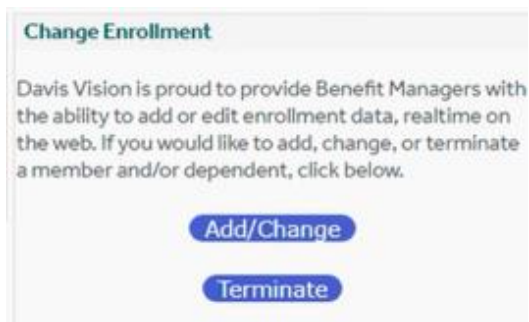 Change Enrollment
Davis Vision is proud to provide Benefit Managers with
the ability to add or edit enrollment data, realtime on
the web. If you would like to add, change, or terminate
a member and/or dependent, click below.
Add/Change
Terminate